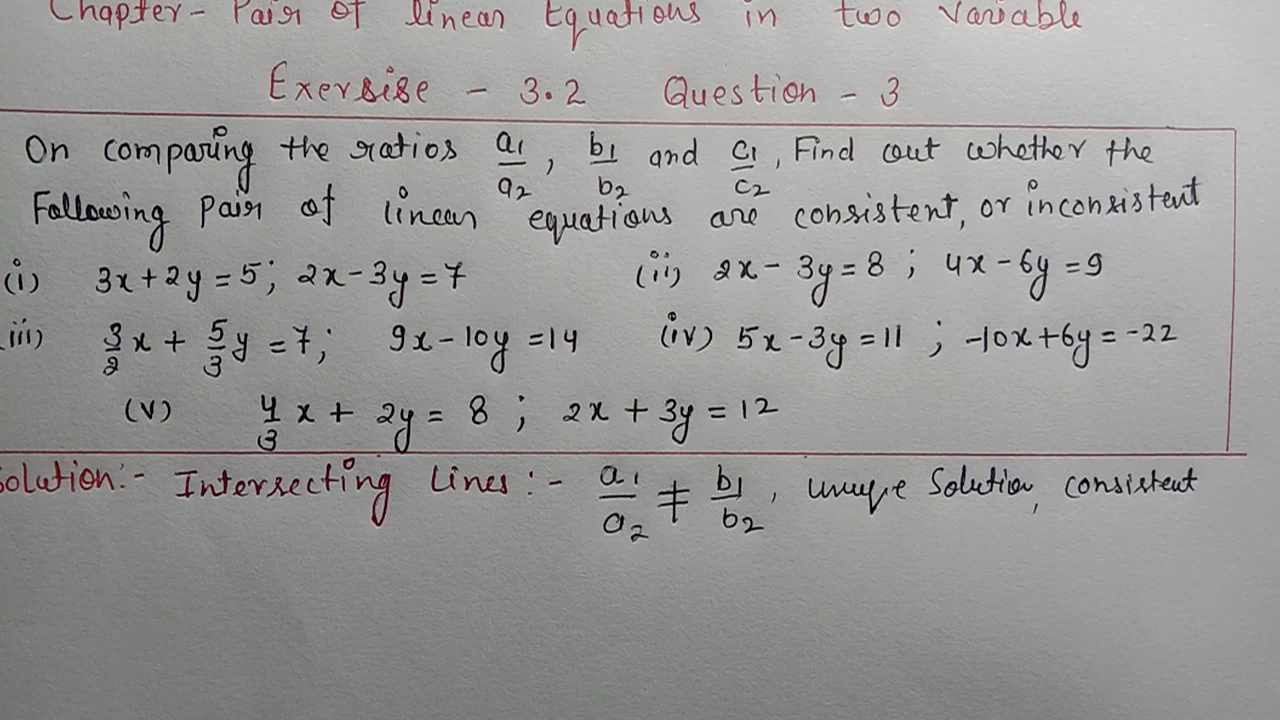 Chapter - Pair of linear Equations in two variable
Exersise - 3.2 Question - 3
On comparing the ratios a1/a2, b1/b2 and c1/c2, Find out whether the
Following pair of linear equations are consistent, or inconsistent
(i) 3x+2y=5; 2x-3y=7 (ii) 2x-3y=8; 4x-6y=9
iii) 3/2x + 5/3y =7; 9x-10y=14 (iv) 5x-3y=11; -10x+6y=-22
(v) 4/3x + 2y = 8; 2x + 3y = 12
Solution:- Intersecting Lines:- a1/a2 ≠ b1/b2, unuqe Solution, consistent